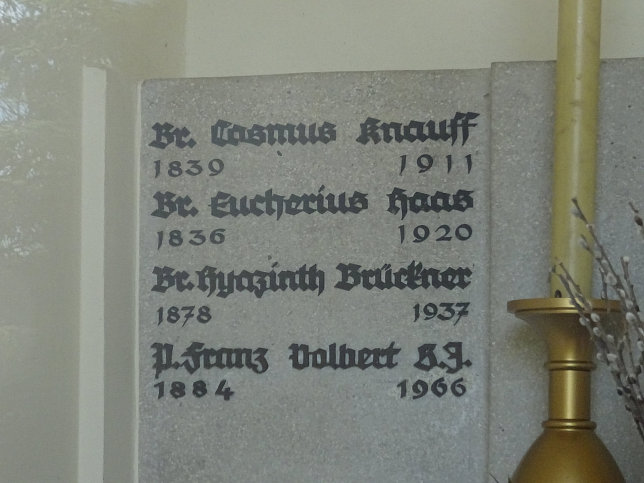 Br. Cosmus Knauff
1839 1911
Br. Eucherius Haas
1836 1920
Br. Hyazinth Brückner
1878 1937
P. Franz Volbert S.J.
1884 1966